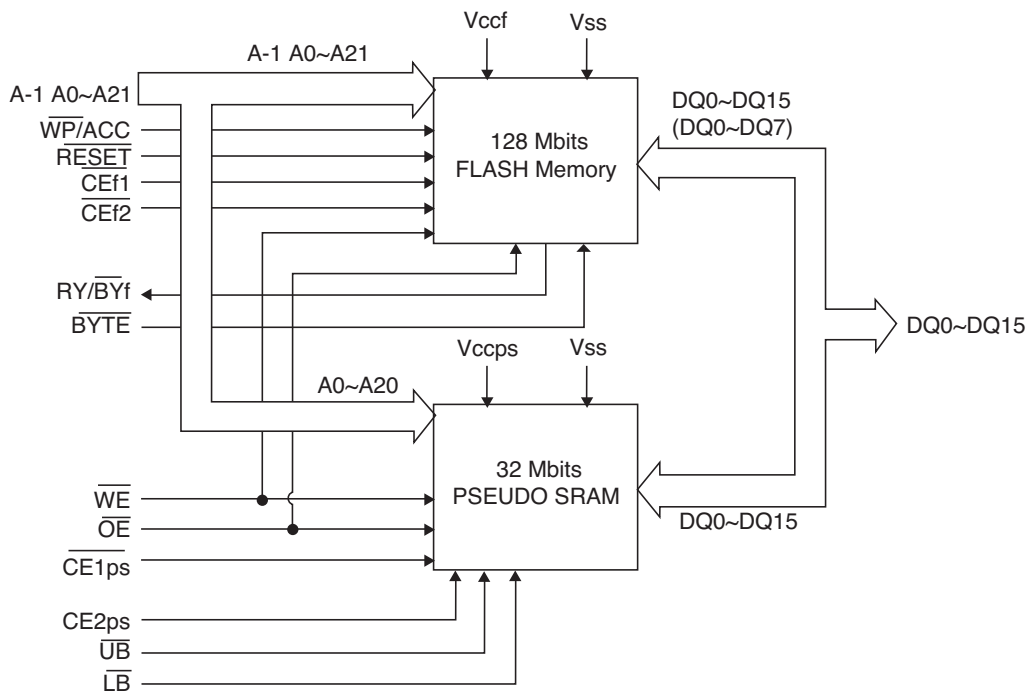 Vccf
Vss
A-1 A0~A21
A-1 A0~A21
DQ0~DQ15
(DQ0~DQ7)
WP/ACC
RESET
CEf1
CEf2
128 Mbits
FLASH Memory
RY/BYf
BYTE
DQ0~DQ15
Vccps
Vss
A0~A20
32 Mbits
PSEUDO SRAM
WE
OE
DQ0~DQ15
CE1ps
CE2ps
UB
LB